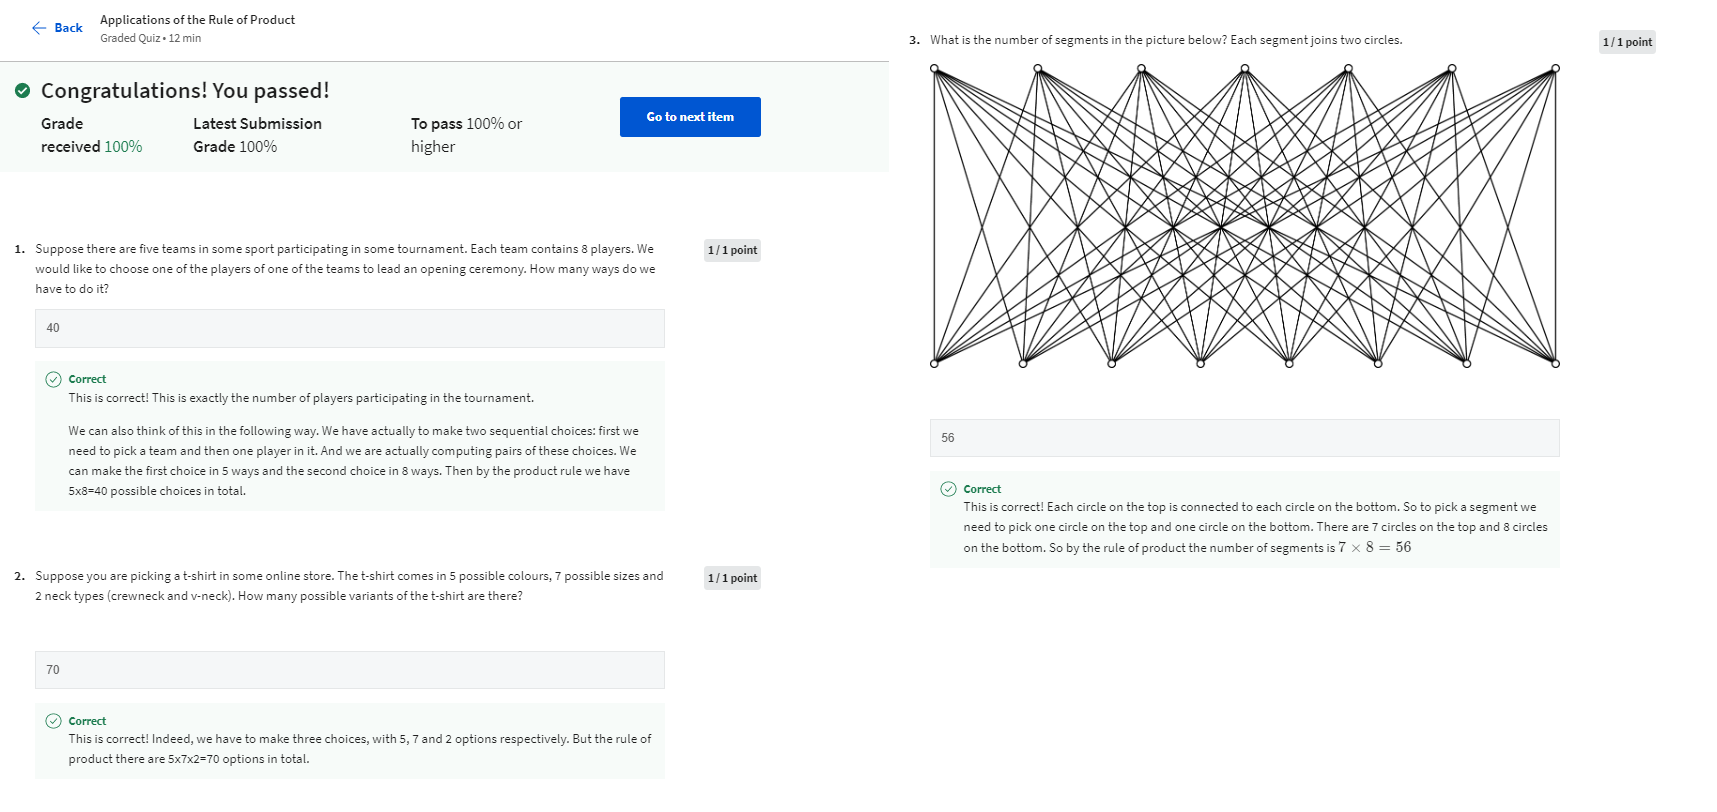 Back
Applications of the Rule of Product
Graded Quiz • 12 min
Congratulations! You passed!
Grade
received 100%
Latest Submission
Grade 100%
To pass 100% or
higher
Go to next item
1. Suppose there are five teams in some sport participating in some tournament. Each team contains 8 players. We
would like to choose one of the players of one of the teams to lead an opening ceremony. How many ways do we
have to do it?
1 / 1 point
40
Correct
This is correct! This is exactly the number of players participating in the tournament.
We can also think of this in the following way. We have actually to make two sequential choices: first we
need to pick a team and then one player in it. And we are actually computing pairs of these choices. We
can make the first choice in 5 ways and the second choice in 8 ways. Then by the product rule we have
5x8=40 possible choices in total.
2. Suppose you are picking a t-shirt in some online store. The t-shirt comes in 5 possible colours, 7 possible sizes and
2 neck types (crewneck and v-neck). How many possible variants of the t-shirt are there?
1 / 1 point
70
Correct
This is correct! Indeed, we have to make three choices, with 5, 7 and 2 options respectively. But the rule of
product there are 5x7x2=70 options in total.
3. What is the number of segments in the picture below? Each segment joins two circles.
1 / 1 point
56
Correct
This is correct! Each circle on the top is connected to each circle on the bottom. So to pick a segment we
need to pick one circle on the top and one circle on the bottom. There are 7 circles on the top and 8 circles
on the bottom. So by the rule of product the number of segments is 7 × 8 = 56